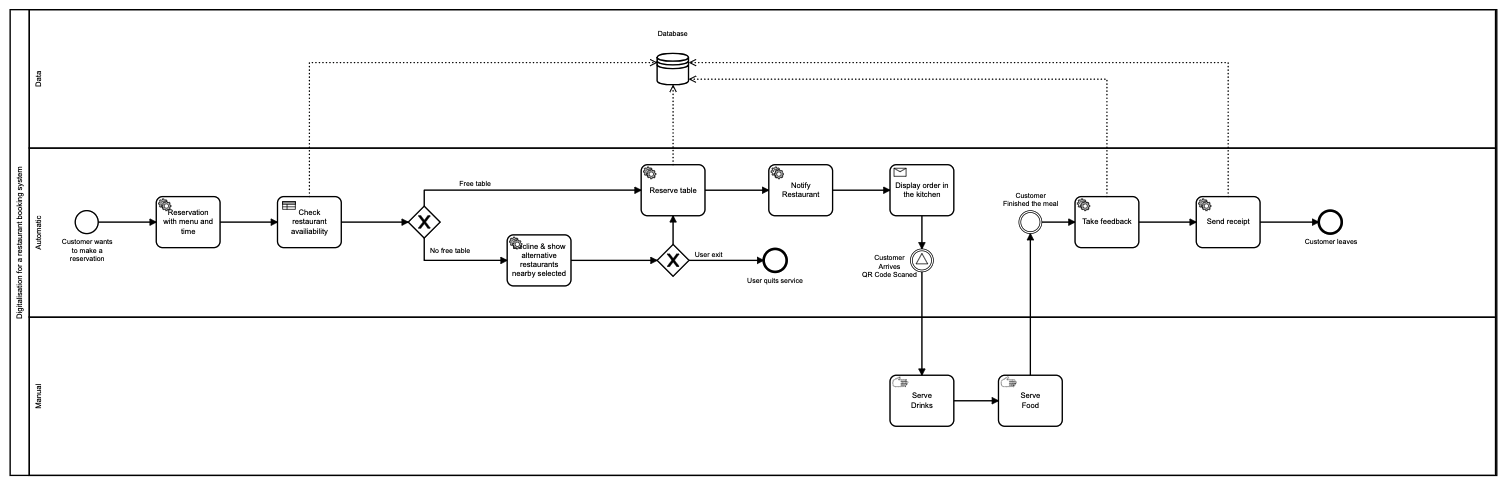 Digitalisation for a restaurant booking system
Data
Database
Automatic
Customer wants
to make a
reservation
Reservation
with menu and
time
Check
restaurant
availiability
Free table
No free table
Decline & show
alternative
restaurants
nearby selected
Reserve table
User exit
User quits service
Notify
Restaurant
Display order in
the kitchen
Customer
Arrives
QR Code Scaned
Customer
Finished the meal
Take feedback
Send receipt
Customer leaves
Manual
Serve
Drinks
Serve
Food